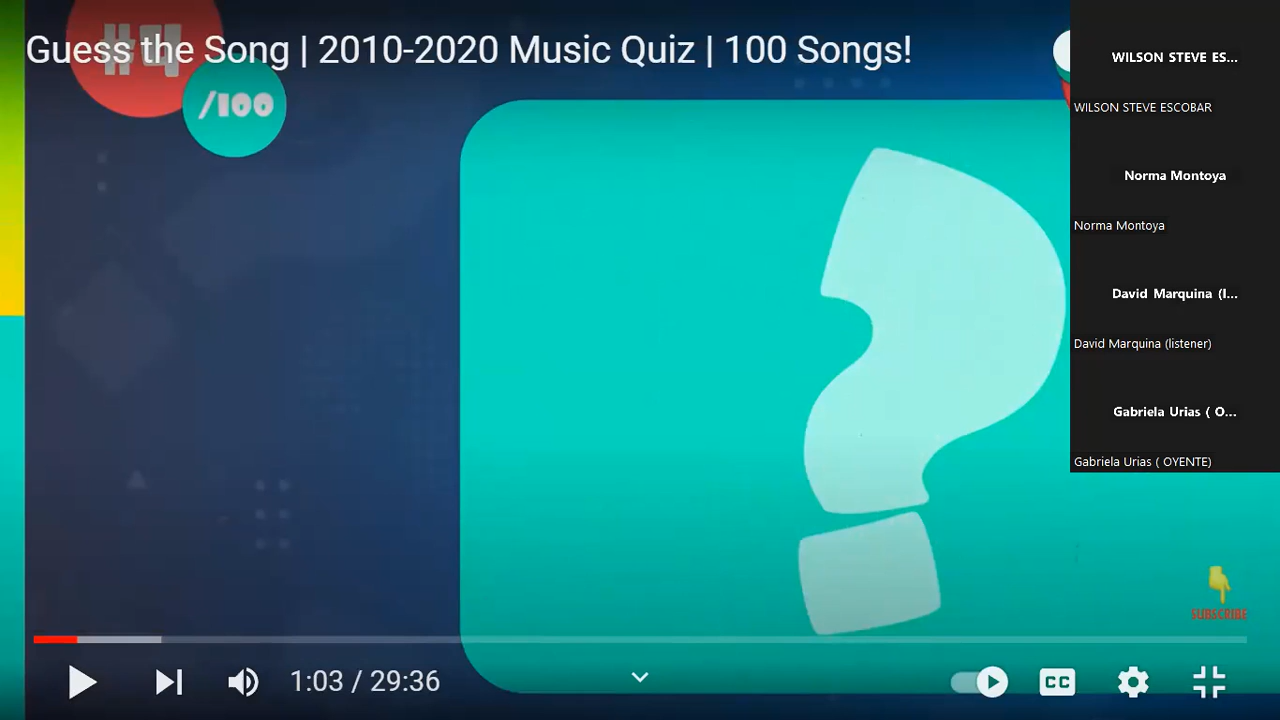 #4
/100
Guess the Song | 2010-2020 Music Quiz | 100 Songs!
WILSON STEVE ES...
WILSON STEVE ESCOBAR
Norma Montoya
Norma Montoya
David Marquina (l...
David Marquina (listener)
Gabriela Urias ( O...
Gabriela Urias ( OYENTE)
?
SUBSCRIBE
1:03 / 29:36
CC